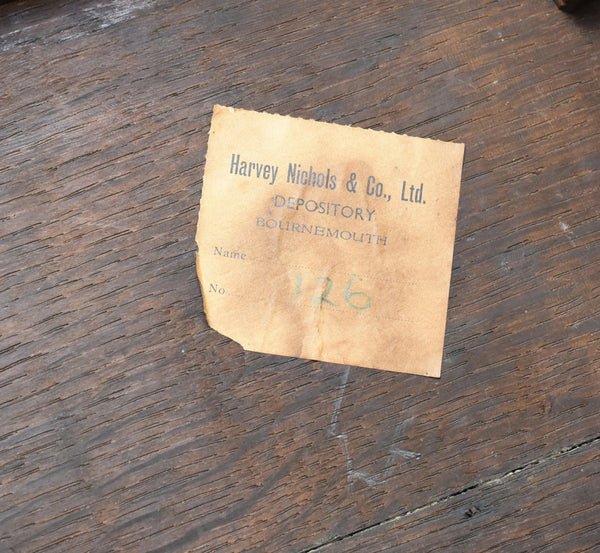 Harvey Nichols & Co., Ltd.
DEPOSITORY
BOURNEMOUTH
Name
No. 126